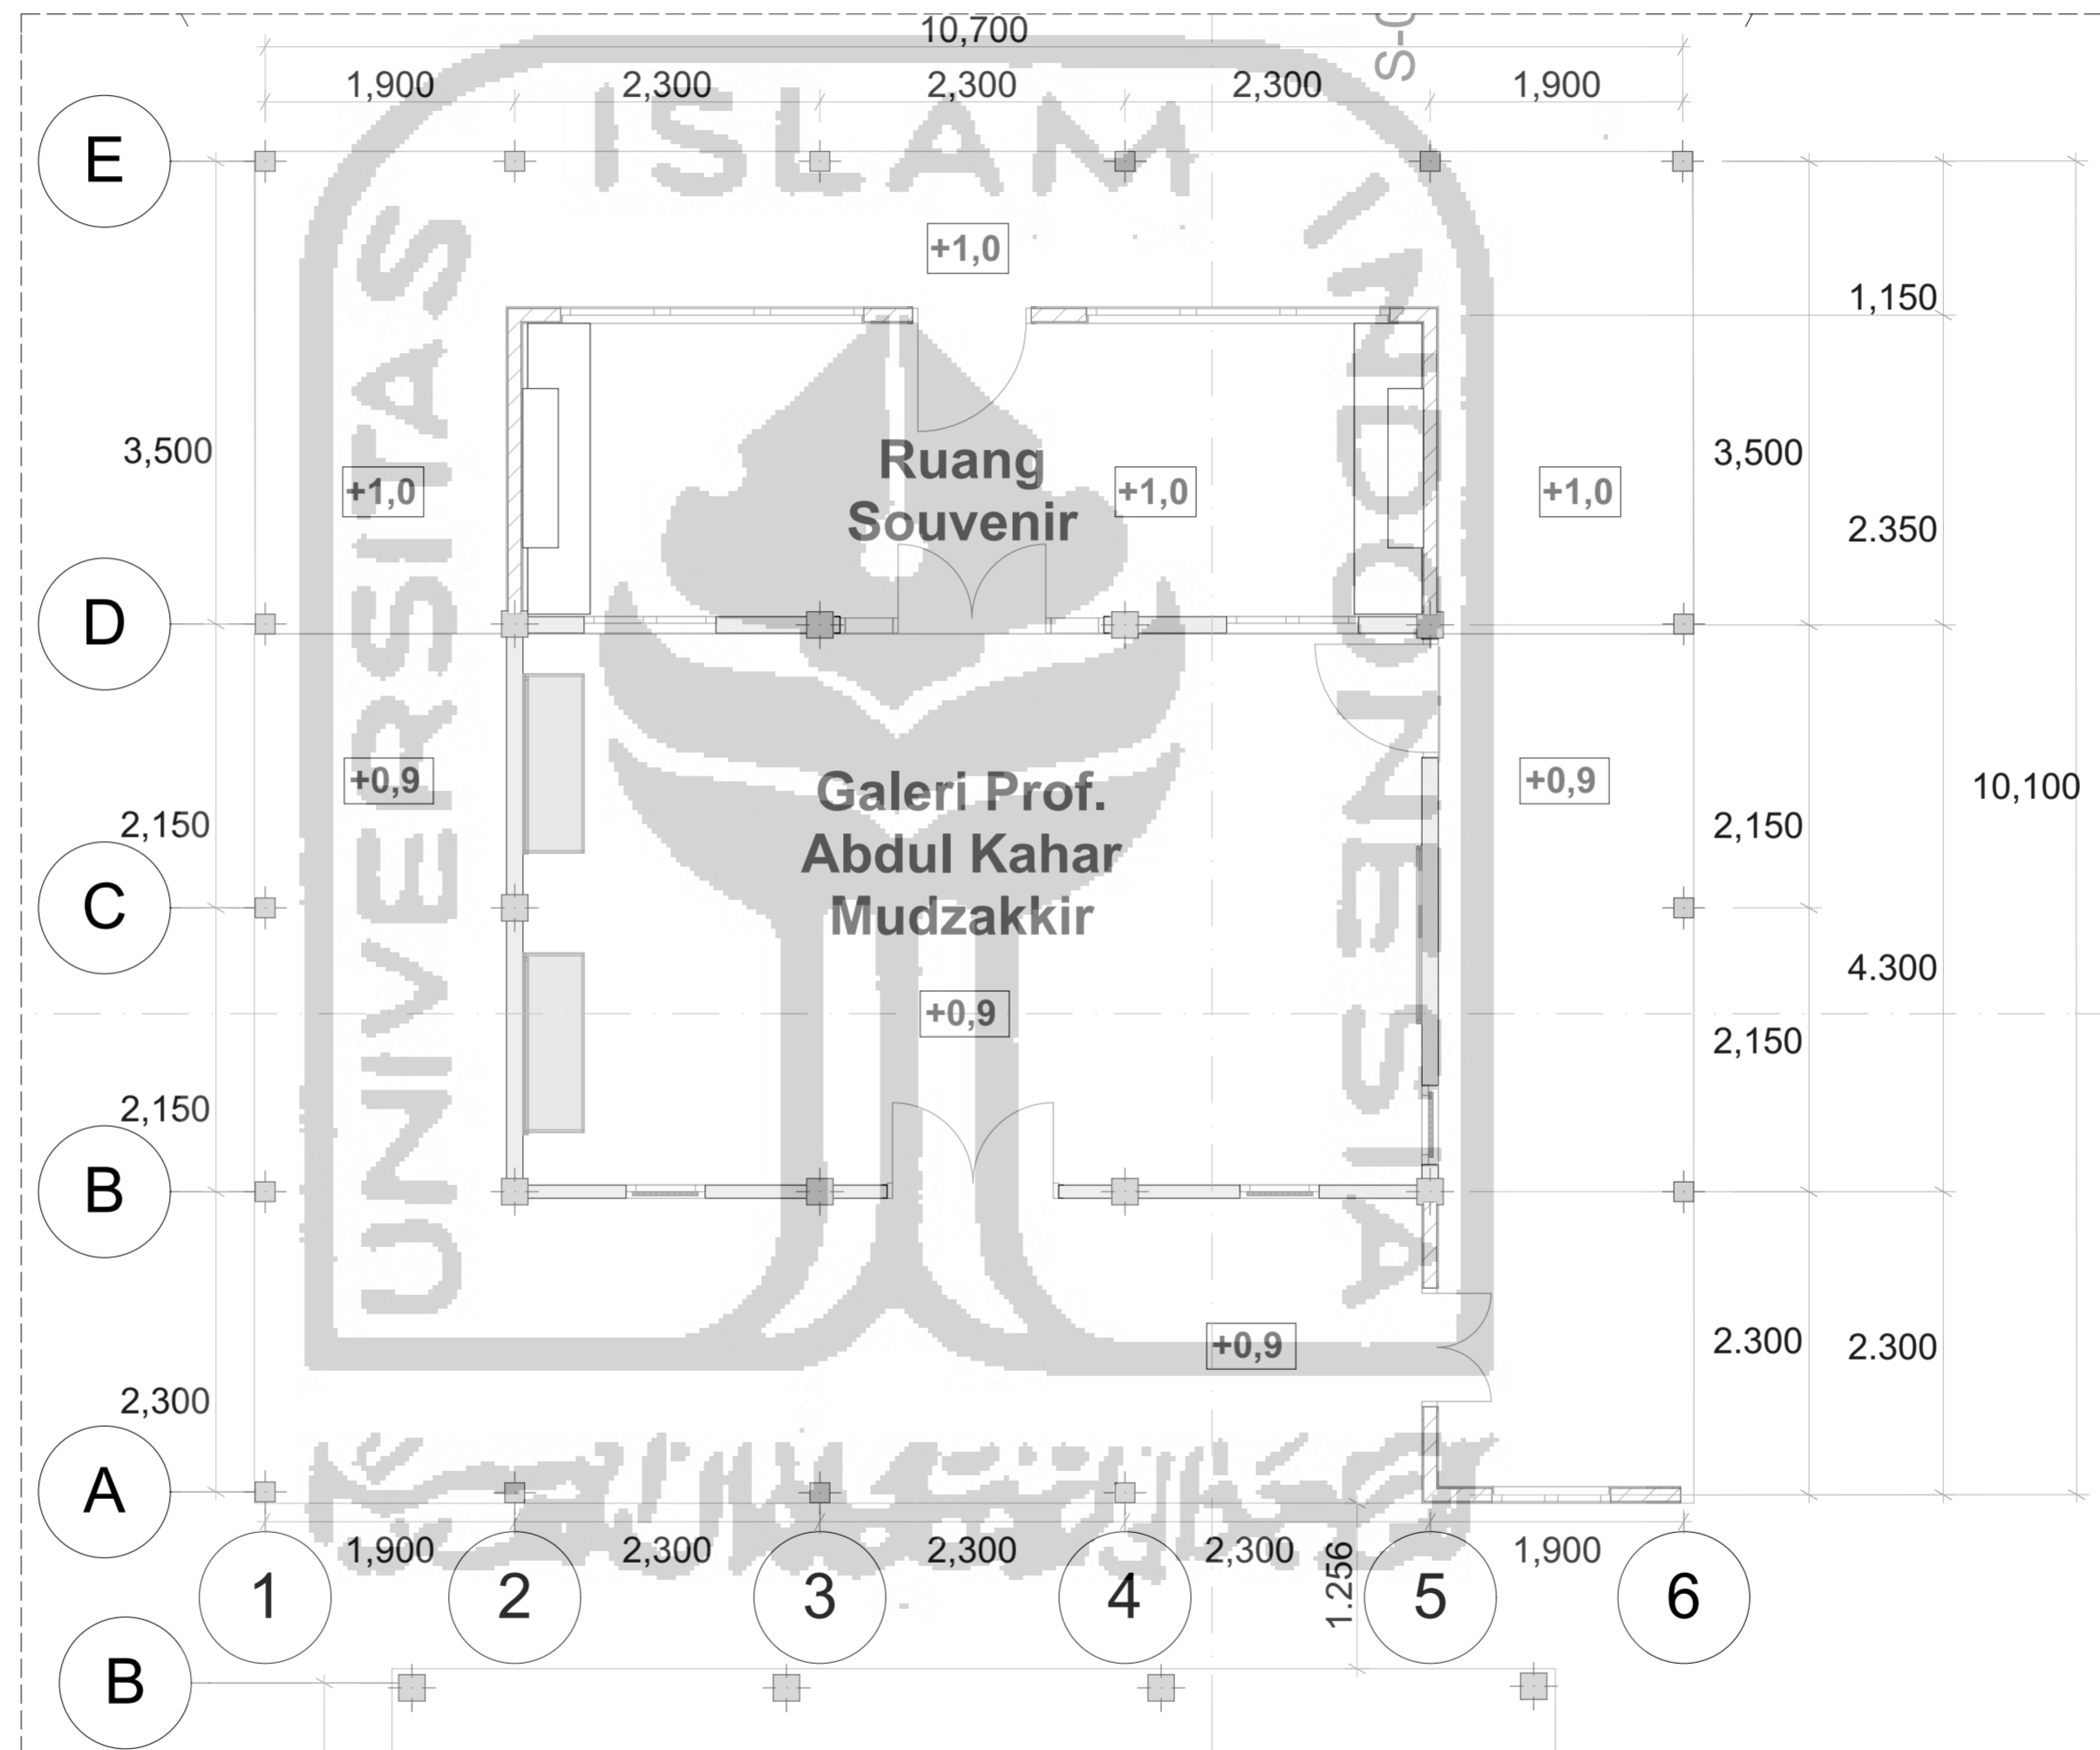 10,700
S-0
1,900 2,300 2,300 2,300 1,900
ISLAM
E
+1,0
1,150
UNIVERSITAS
INDONESIA
3,500
Ruang
Souvenir
+1,0
+1,0
+1,0
3,500
2.350
D
+0,9
Galeri Prof.
Abdul Kahar
Mudzakkir
+0,9
10,100
2,150
2,150
C
4.300
+0,9
2,150
2,150
B
+0,9
2.300
2.300
2,300
A
1,900 2,300 2,300 2,300 1,900
1.256
1 2 3 4 5 6
B